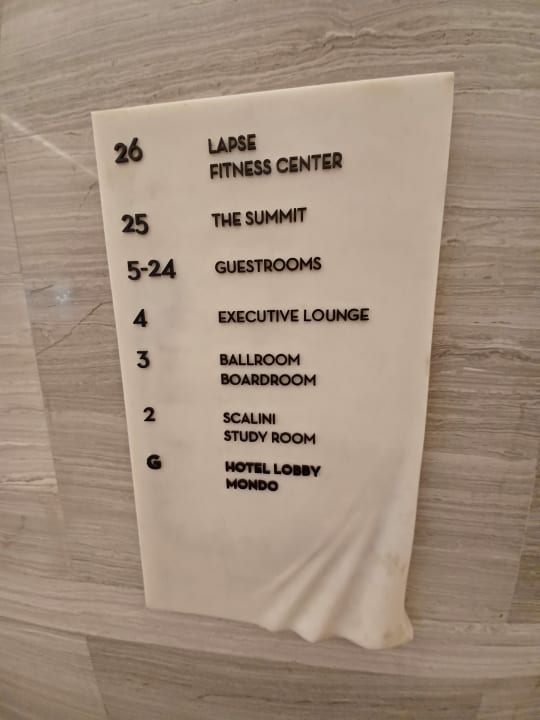 26 LAPSE
FITNESS CENTER
25 THE SUMMIT
5-24 GUESTROOMS
4 EXECUTIVE LOUNGE
3 BALLROOM
BOARDROOM
2 SCALINI
STUDY ROOM
G HOTEL LOBBY
MONDO